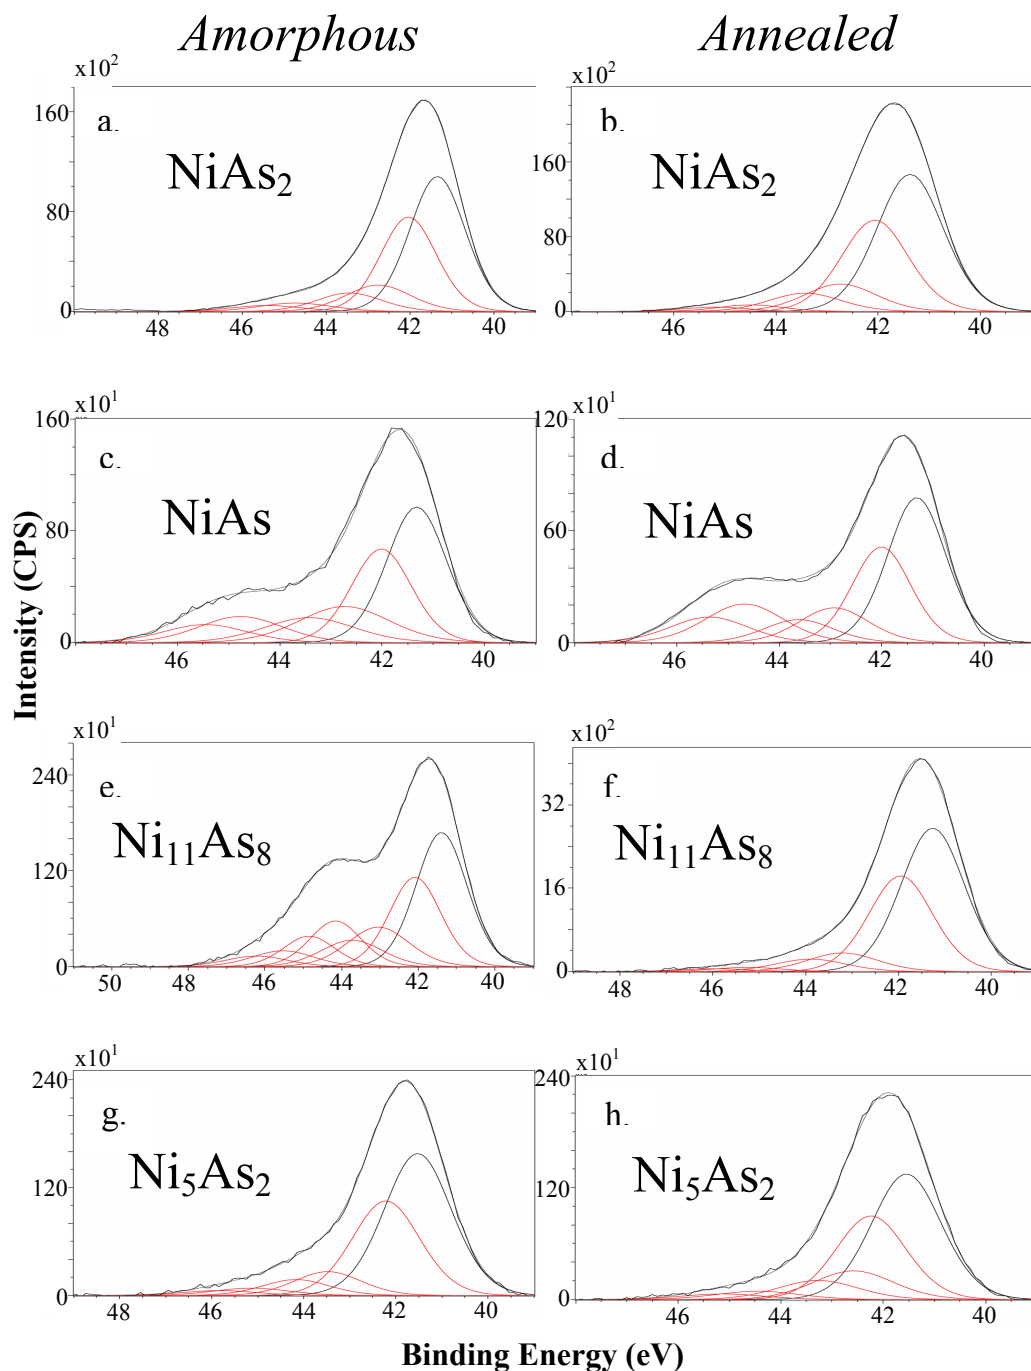 Amorphous Annealed
x10² x10²
a. b.
NiAs₂ NiAs₂
160 160
80 80
0 0
48 46 44 42 40 46 44 42 40
x10¹ x10¹
160 120
c. d.
NiAs NiAs
80 60
0 0
46 44 42 40 46 44 42 40
Intensity (CPS)
x10¹ x10²
e. f.
240 32
Ni₁₁As₈ Ni₁₁As₈
120 16
0 0
50 48 46 44 42 40 48 46 44 42 40
x10¹ x10¹
240 240
g. h.
Ni₅As₂ Ni₅As₂
120 120
0 0
48 46 44 42 40 46 44 42 40
Binding Energy (eV)